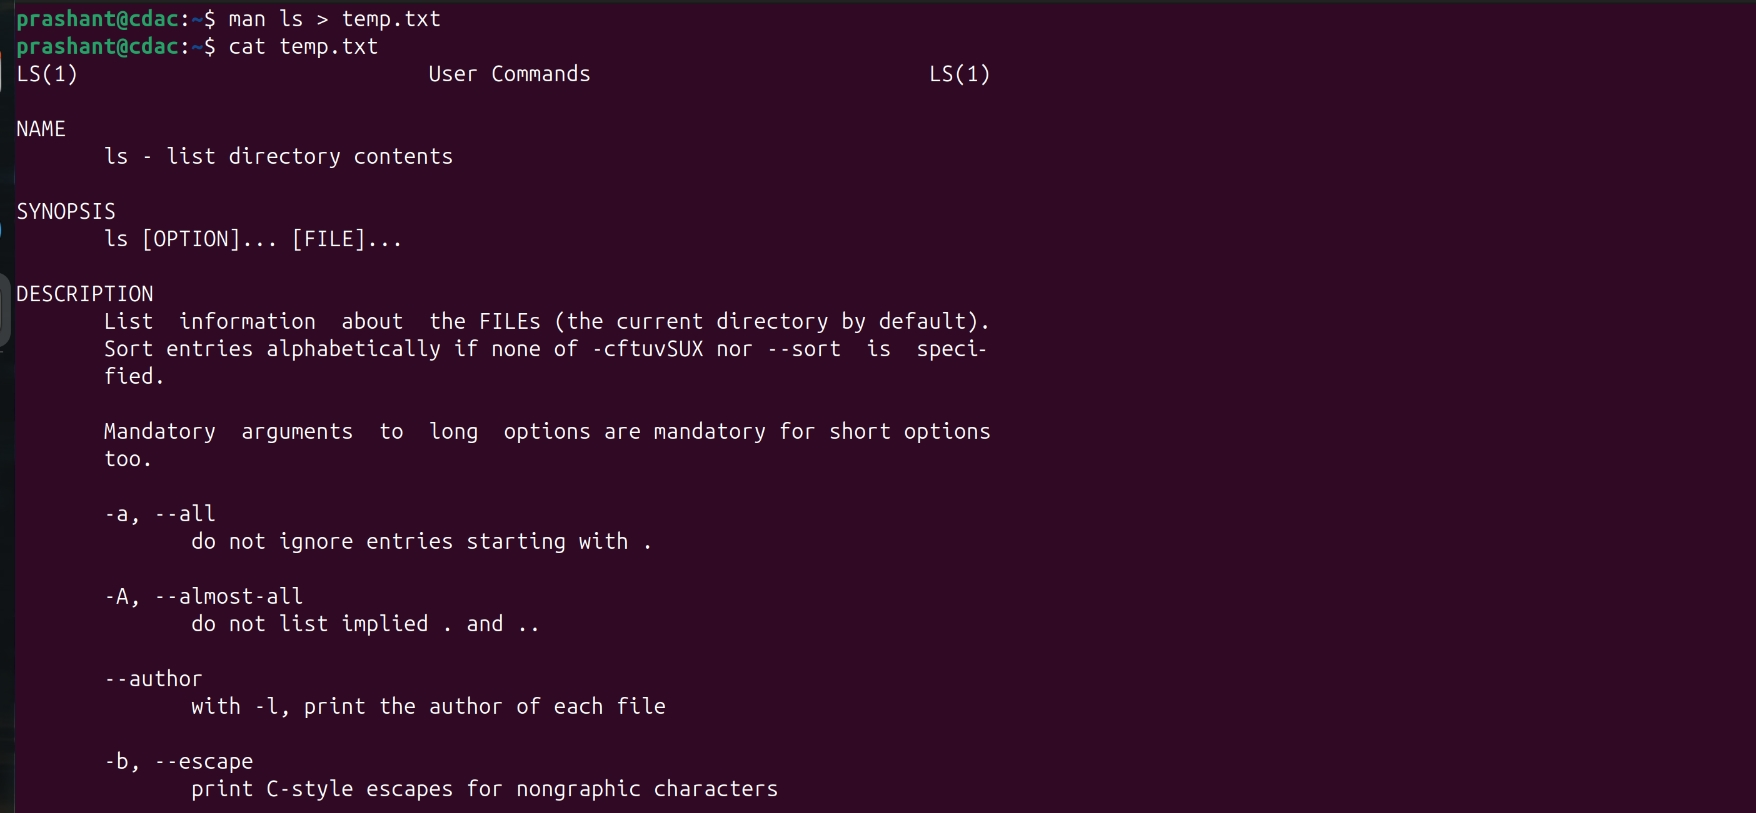 prashant@cdac:~$ man ls > temp.txt
prashant@cdac:~$ cat temp.txt
LS(1)                            User Commands                           LS(1)
NAME
       ls - list directory contents
SYNOPSIS
       ls [OPTION]... [FILE]...
DESCRIPTION
       List  information  about  the FILEs (the current directory by default).
       Sort entries alphabetically if none of -cftuvSUX nor --sort  is  speci-
       fied.
       Mandatory  arguments  to  long  options are mandatory for short options
       too.
       -a, --all
              do not ignore entries starting with .
       -A, --almost-all
              do not list implied . and ..
       --author
              with -l, print the author of each file
       -b, --escape
              print C-style escapes for nongraphic characters